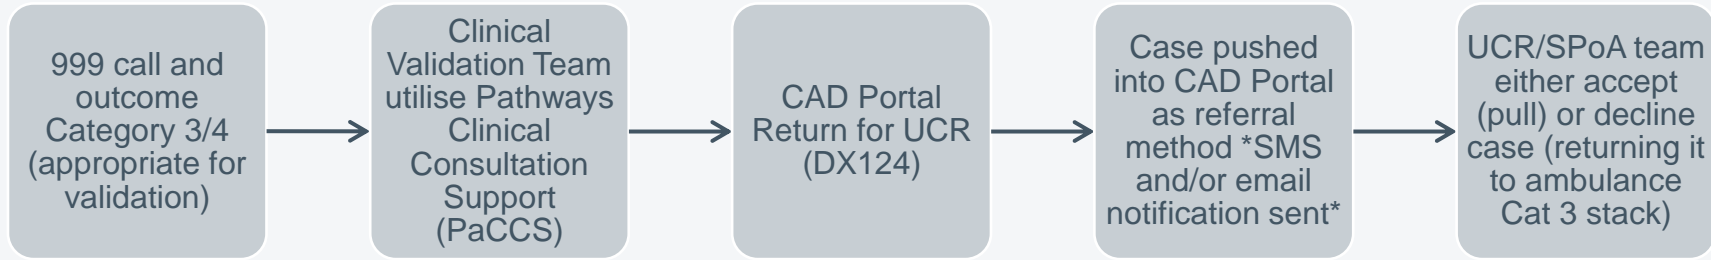 999 call and
outcome
Category 3/4
(appropriate for
validation)
Clinical
Validation Team
utilise Pathways
Clinical
Consultation
Support
(PaCCS)
CAD Portal
Return for UCR
(DX124)
Case pushed
into CAD Portal
as referral
method *SMS
and/or email
notification sent*
UCR/SPoA team
either accept
(pull) or decline
case (returning it
to ambulance
Cat 3 stack)